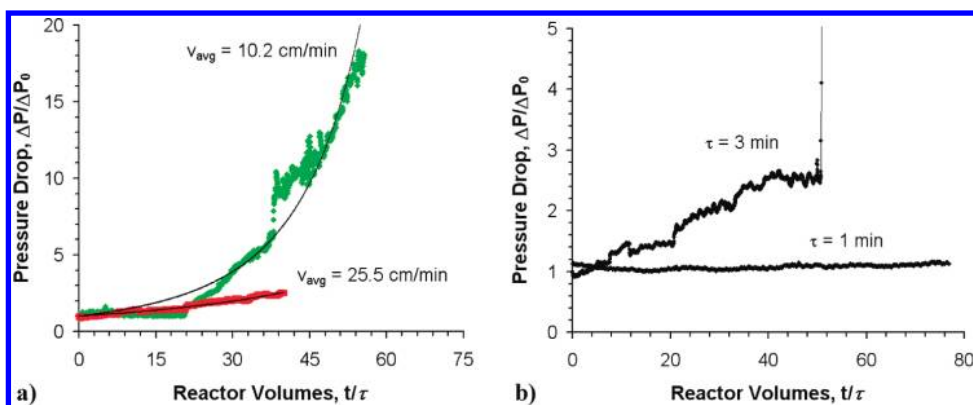 20
15
10
5
0
Pressure Drop, ΔP/ΔP₀
v_avg = 10.2 cm/min
v_avg = 25.5 cm/min
0 15 30 45 60 75
a) Reactor Volumes, t/τ
5
4
3
2
1
0
Pressure Drop, ΔP/ΔP₀
τ = 3 min
τ = 1 min
0 20 40 60 80
b) Reactor Volumes, t/τ